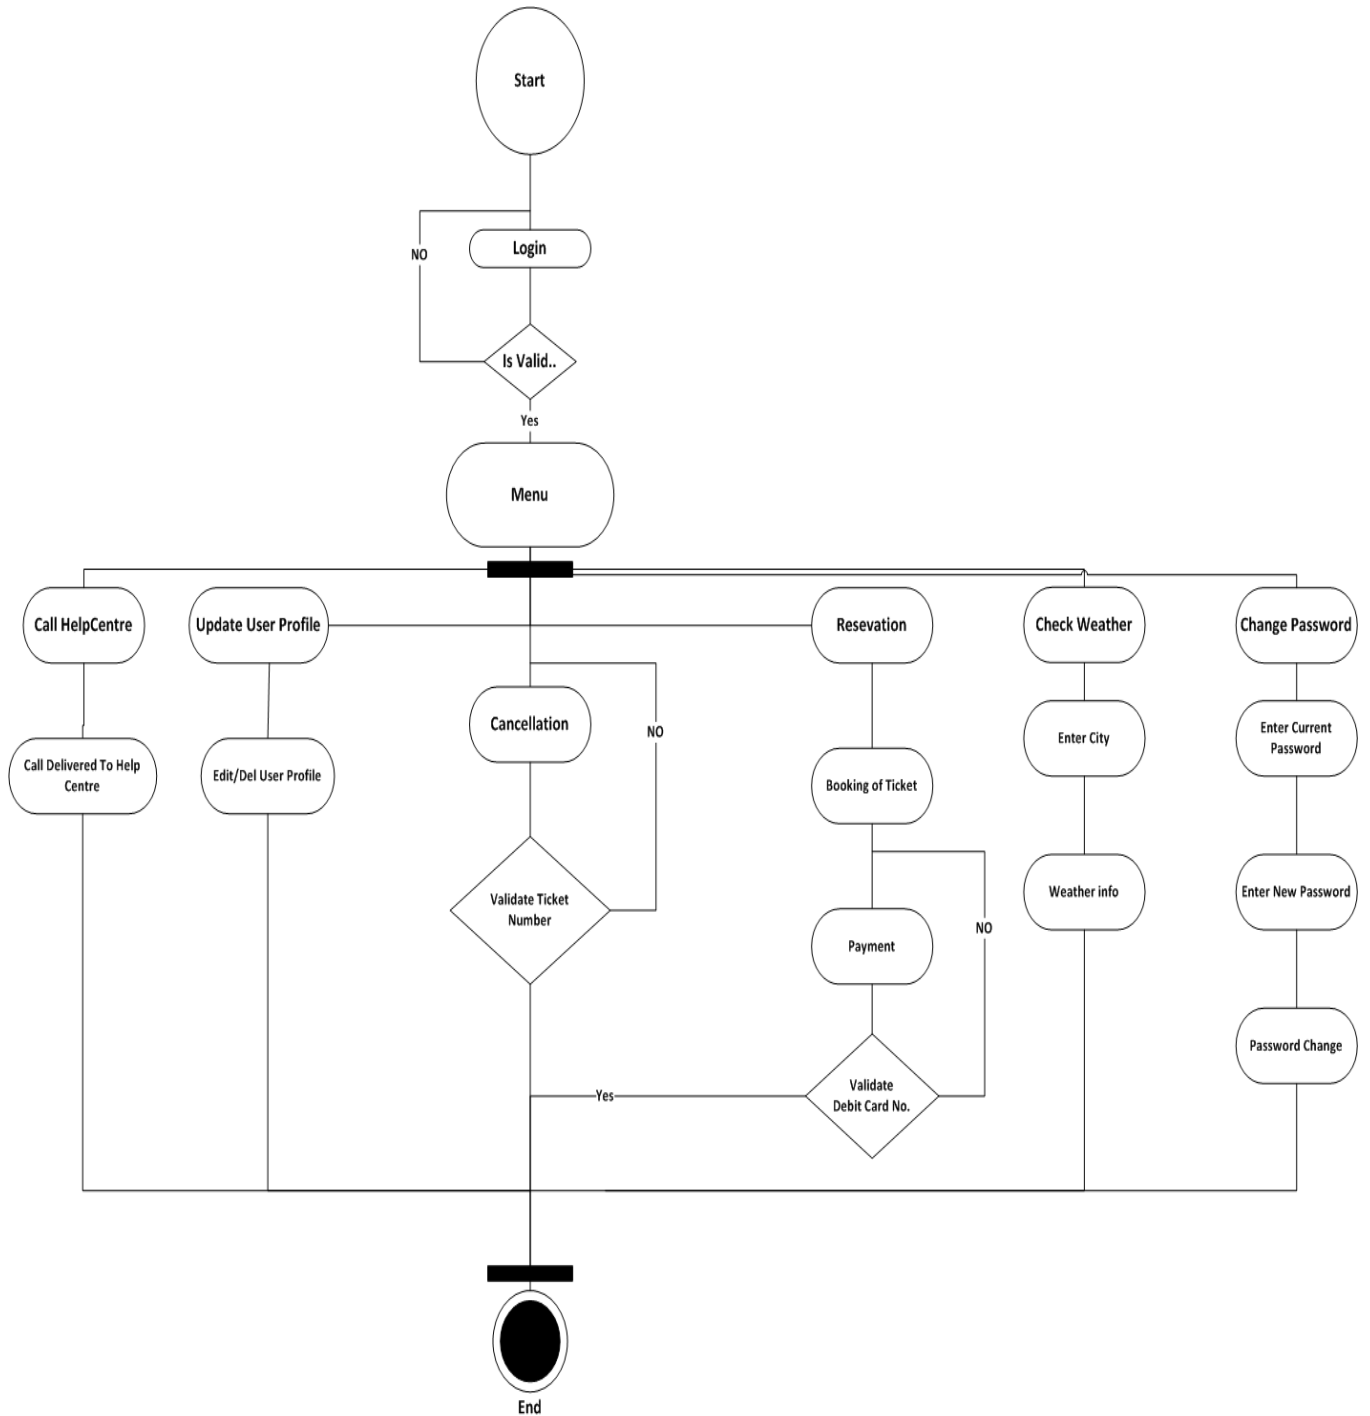 Start
NO
Login
Is Valid..
Yes
Menu
Call HelpCentre
Update User Profile
Resevation
Check Weather
Change Password
Cancellation
NO
Enter City
Enter Current
Password
Call Delivered To Help
Centre
Edit/Del User Profile
Booking of Ticket
Validate Ticket
Number
Weather info
Enter New Password
NO
Payment
Password Change
Validate
Debit Card No.
Yes
End